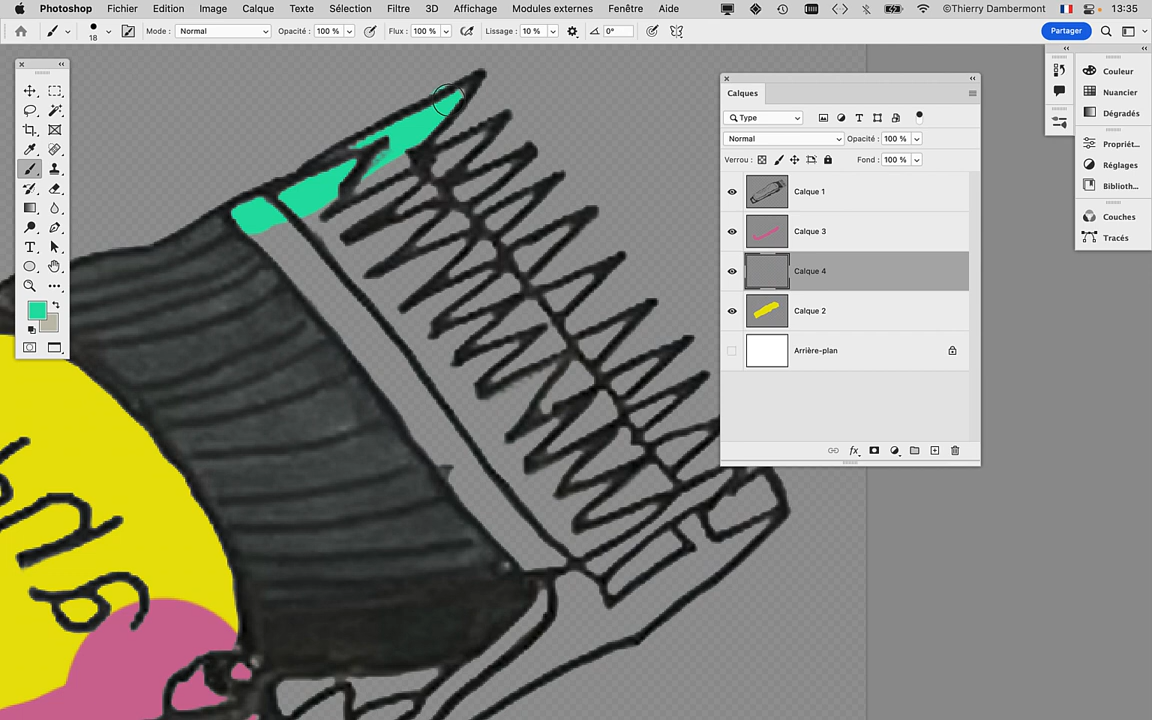 Photoshop Fichier Edition Image Calque Texte Sélection Filtre 3D Affichage Modules externes Fenêtre Aide ©Thierry Dambermont 13:35
18 Mode : Normal Opacité : 100 % Flux : 100 % Lissage : 10 % 0° Partager
Calques
Type
Normal Opacité : 100 %
Verrou : Fond : 100 %
Calque 1
Calque 3
Calque 4
Calque 2
Arrière-plan
fx
Couleur
Nuancier
Dégradés
Propriét...
Réglages
Biblioth...
Couches
Tracés